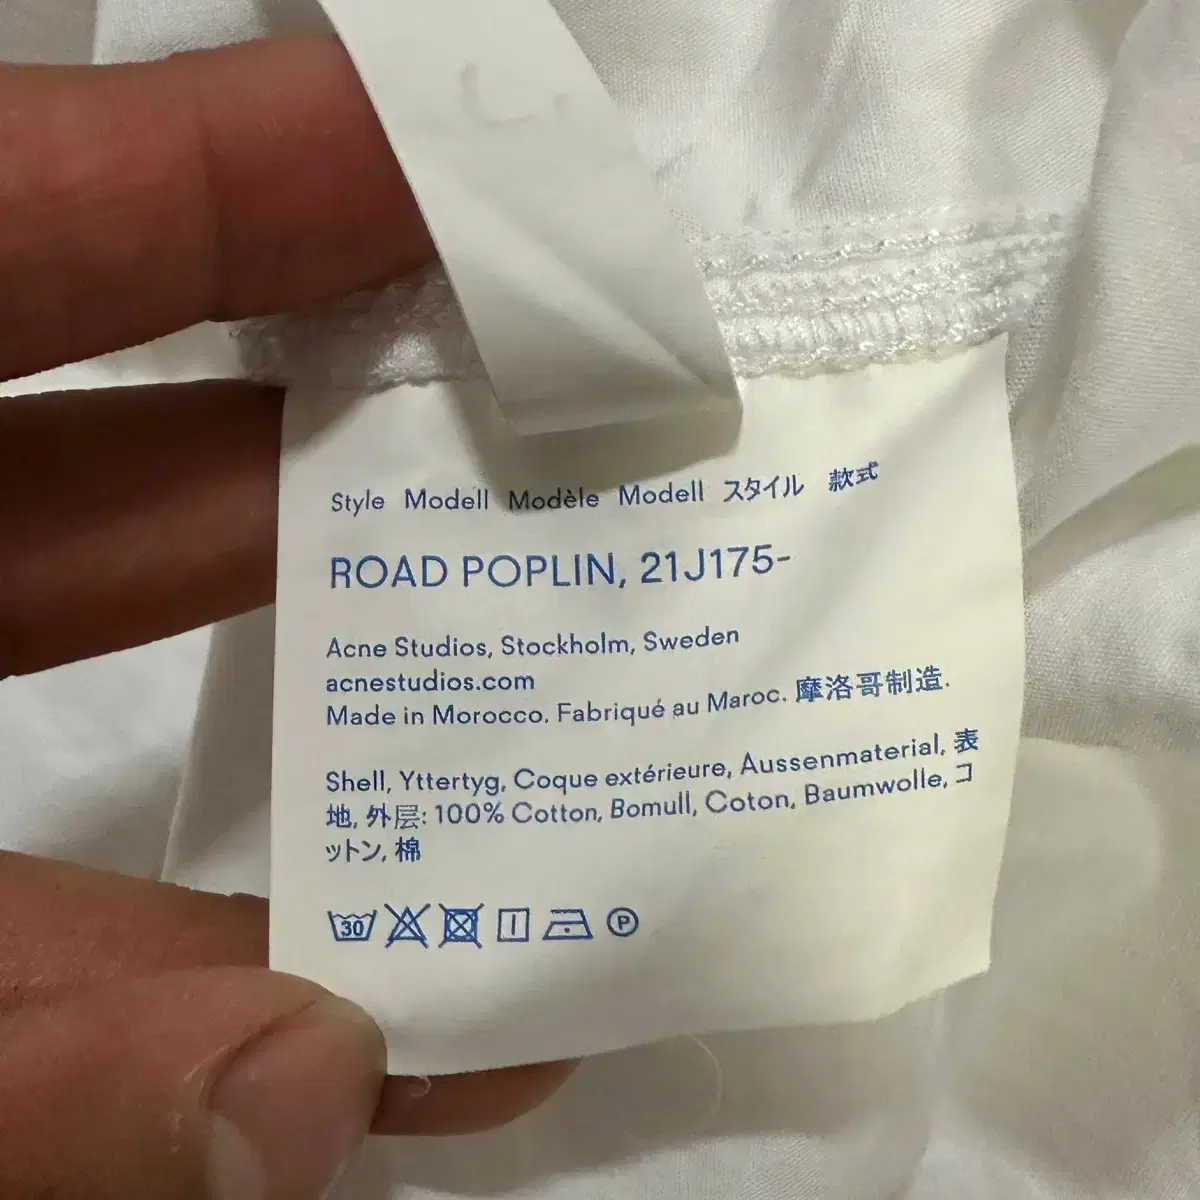 Style Modell Modèle Modell スタイル 款式
ROAD POPLIN, 21J175-
Acne Studios, Stockholm, Sweden
acnestudios.com
Made in Morocco. Fabriqué au Maroc. 摩洛哥制造.
Shell, Yttertyg, Coque extérieure, Aussenmaterial, 表
地, 外层: 100% Cotton, Bomull, Coton, Baumwolle, コ
ットン, 棉
30 P